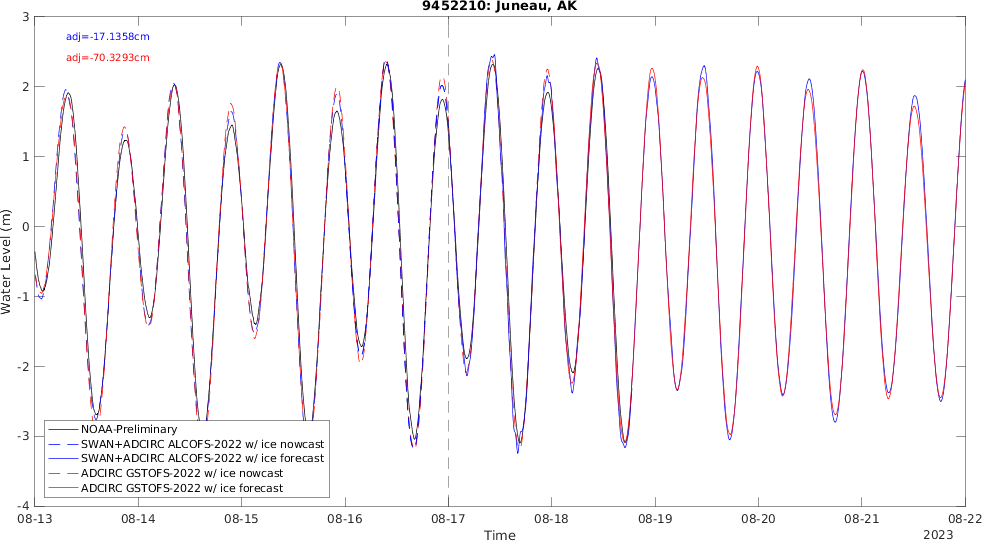 9452210: Juneau, AK
adj=-17.1358cm
adj=-70.3293cm
Water Level (m)
3
2
1
0
-1
-2
-3
-4
NOAA-Preliminary
SWAN+ADCIRC ALCOFS-2022 w/ ice nowcast
SWAN+ADCIRC ALCOFS-2022 w/ ice forecast
ADCIRC GSTOFS-2022 w/ ice nowcast
ADCIRC GSTOFS-2022 w/ ice forecast
08-13 08-14 08-15 08-16 08-17 08-18 08-19 08-20 08-21 08-22
Time 2023